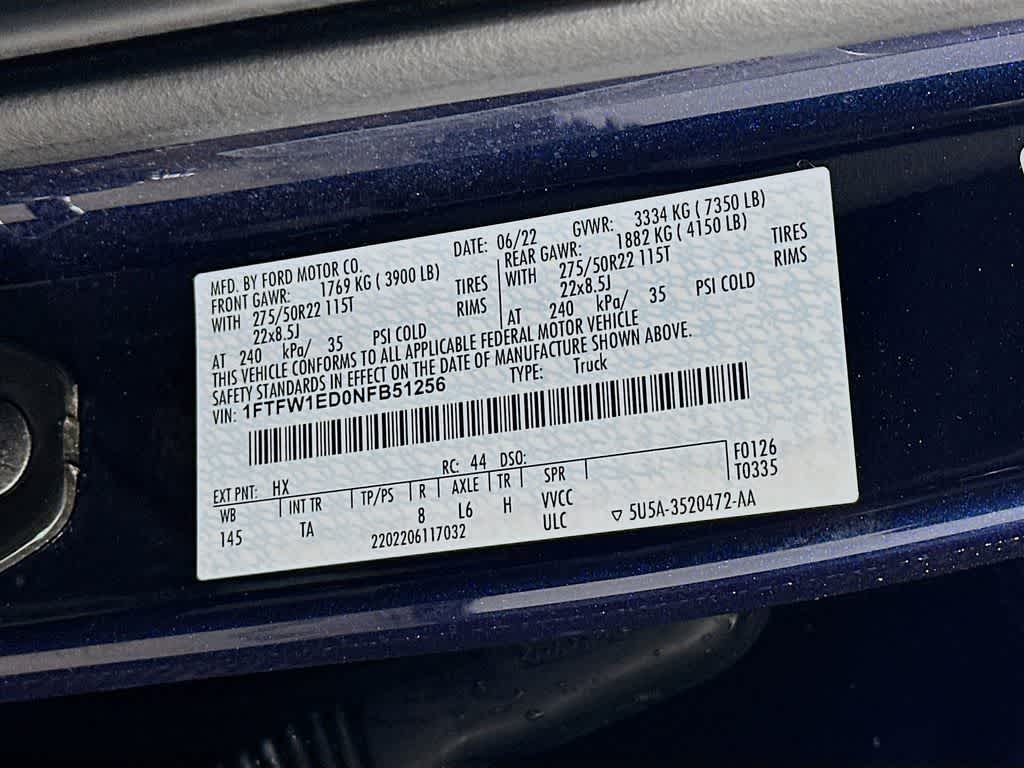 MFD. BY FORD MOTOR CO.
DATE: 06/22 GVWR: 3334 KG ( 7350 LB)
FRONT GAWR: 1769 KG ( 3900 LB) REAR GAWR: 1882 KG ( 4150 LB)
WITH 275/50R22 115T TIRES WITH 275/50R22 115T TIRES
22x8.5J RIMS 22x8.5J RIMS
AT 240 kPa/ 35 PSI COLD AT 240 kPa/ 35 PSI COLD
THIS VEHICLE CONFORMS TO ALL APPLICABLE FEDERAL MOTOR VEHICLE
SAFETY STANDARDS IN EFFECT ON THE DATE OF MANUFACTURE SHOWN ABOVE.
VIN: 1FTFW1ED0NFB51256 TYPE: Truck
EXT PNT: HX RC: 44 DSO: F0126
WB INT TR TP/PS R AXLE TR SPR T0335
145 TA 8 L6 H VVCC
2202206117032 ULC ▽ 5U5A-3520472-AA